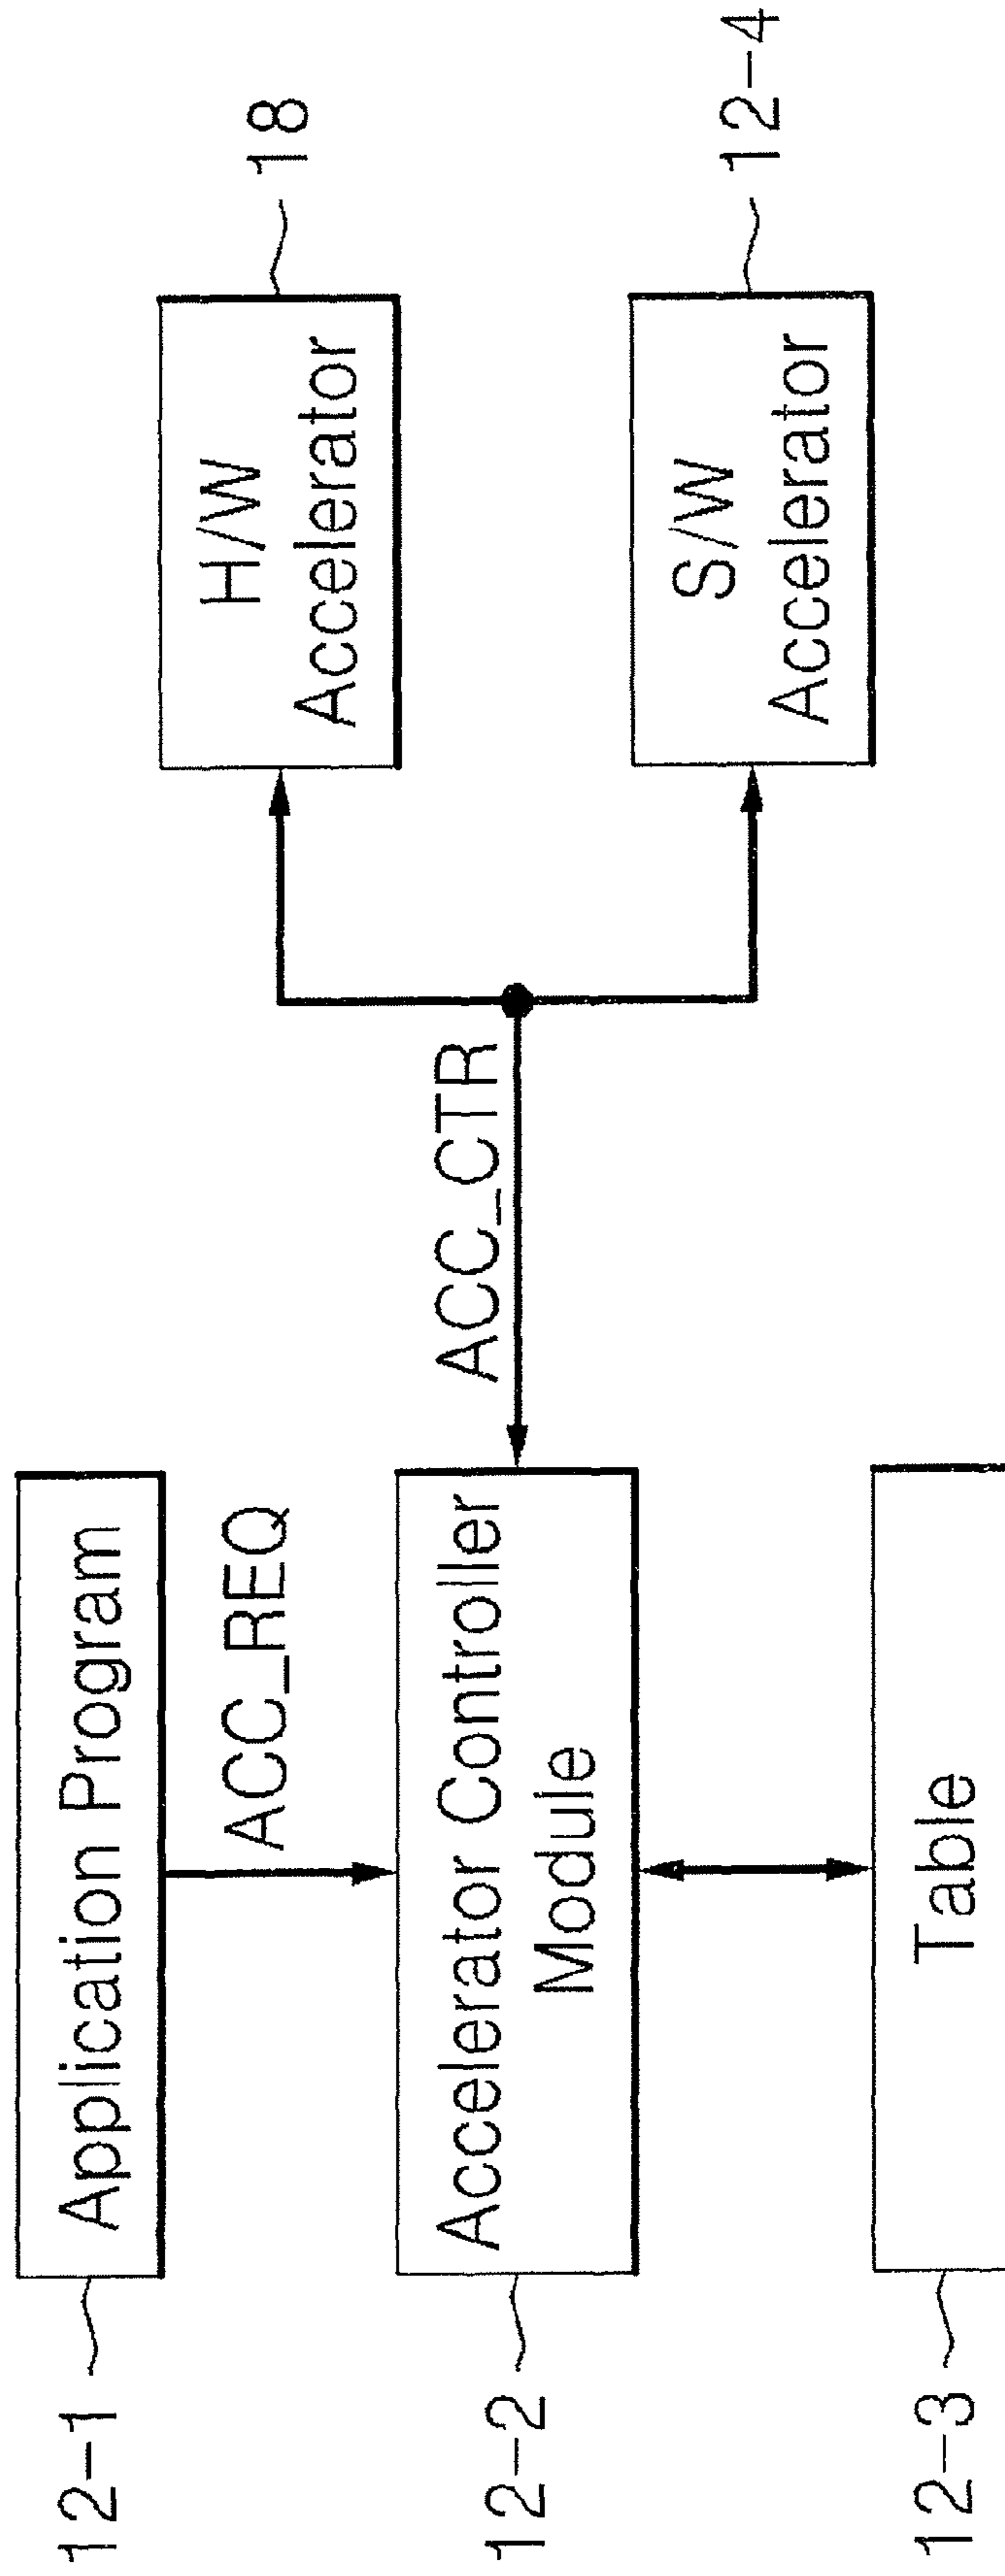 12-1
Application Program
ACC_REQ
12-2
Accelerator Controller
Module
12-3
Table
ACC_CTR
H/W
Accelerator
18
S/W
Accelerator
12-4